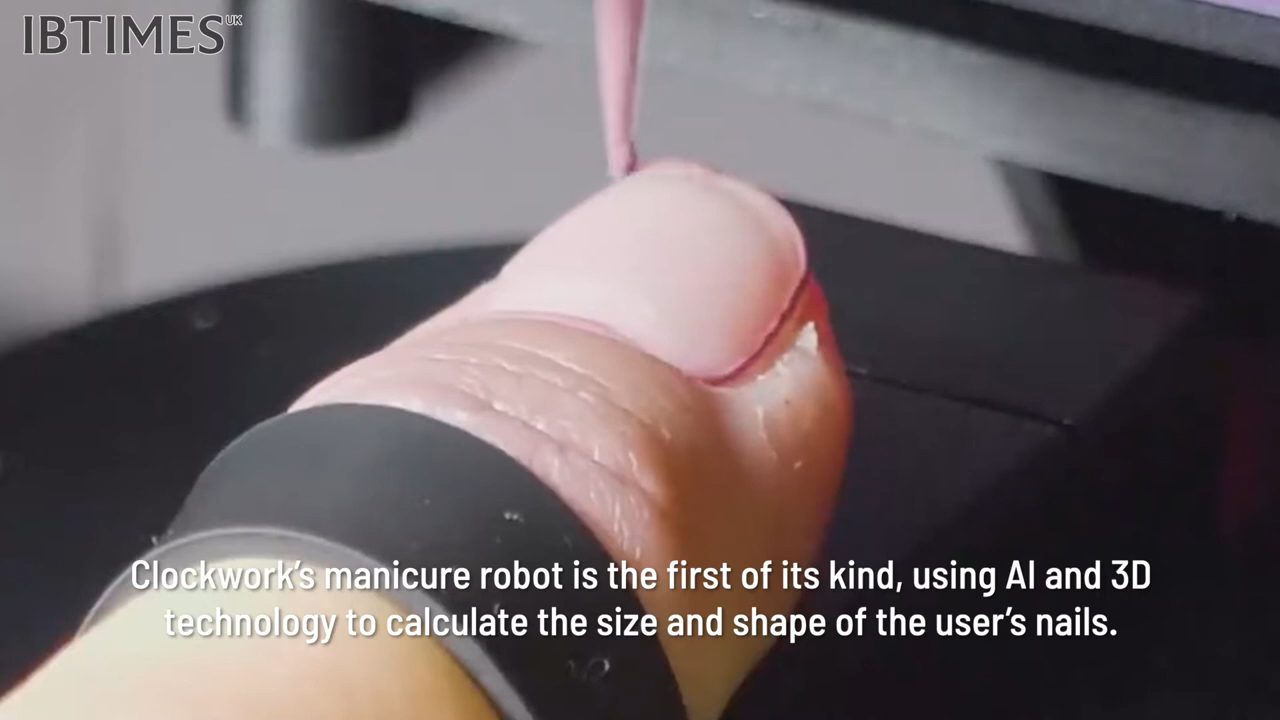 IBTIMES UK
Clockwork's manicure robot is the first of its kind, using AI and 3D
technology to calculate the size and shape of the user's nails.